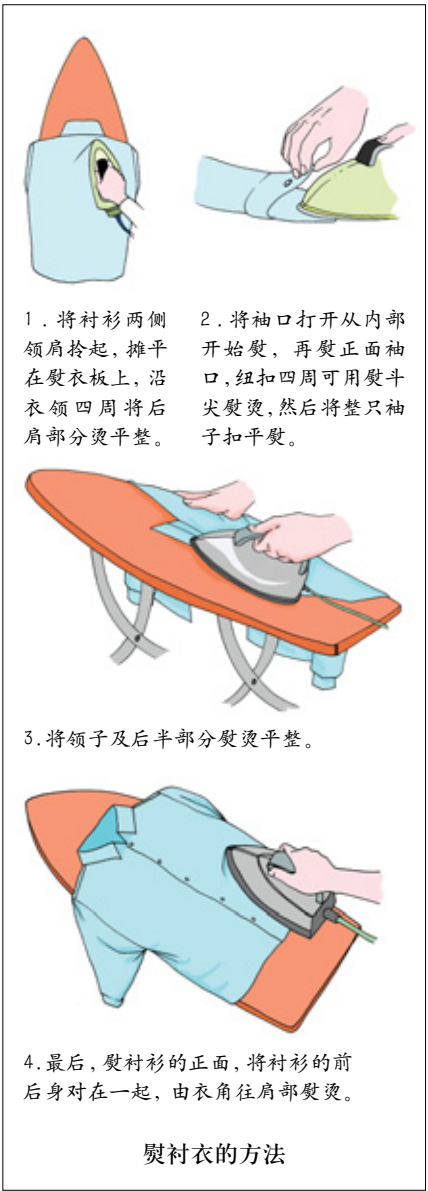 1.将衬衫两侧
领肩拎起,摊平
在熨衣板上,沿
衣领四周将后
肩部分烫平整。
2.将袖口打开从内部
开始熨,再熨正面袖
口,纽扣四周可用熨斗
尖熨烫,然后将整只袖
子扣平熨。
3.将领子及后半部分熨烫平整。
4.最后,熨衬衫的正面,将衬衫的前
后身对在一起,由衣角往肩部熨烫。
熨衬衣的方法